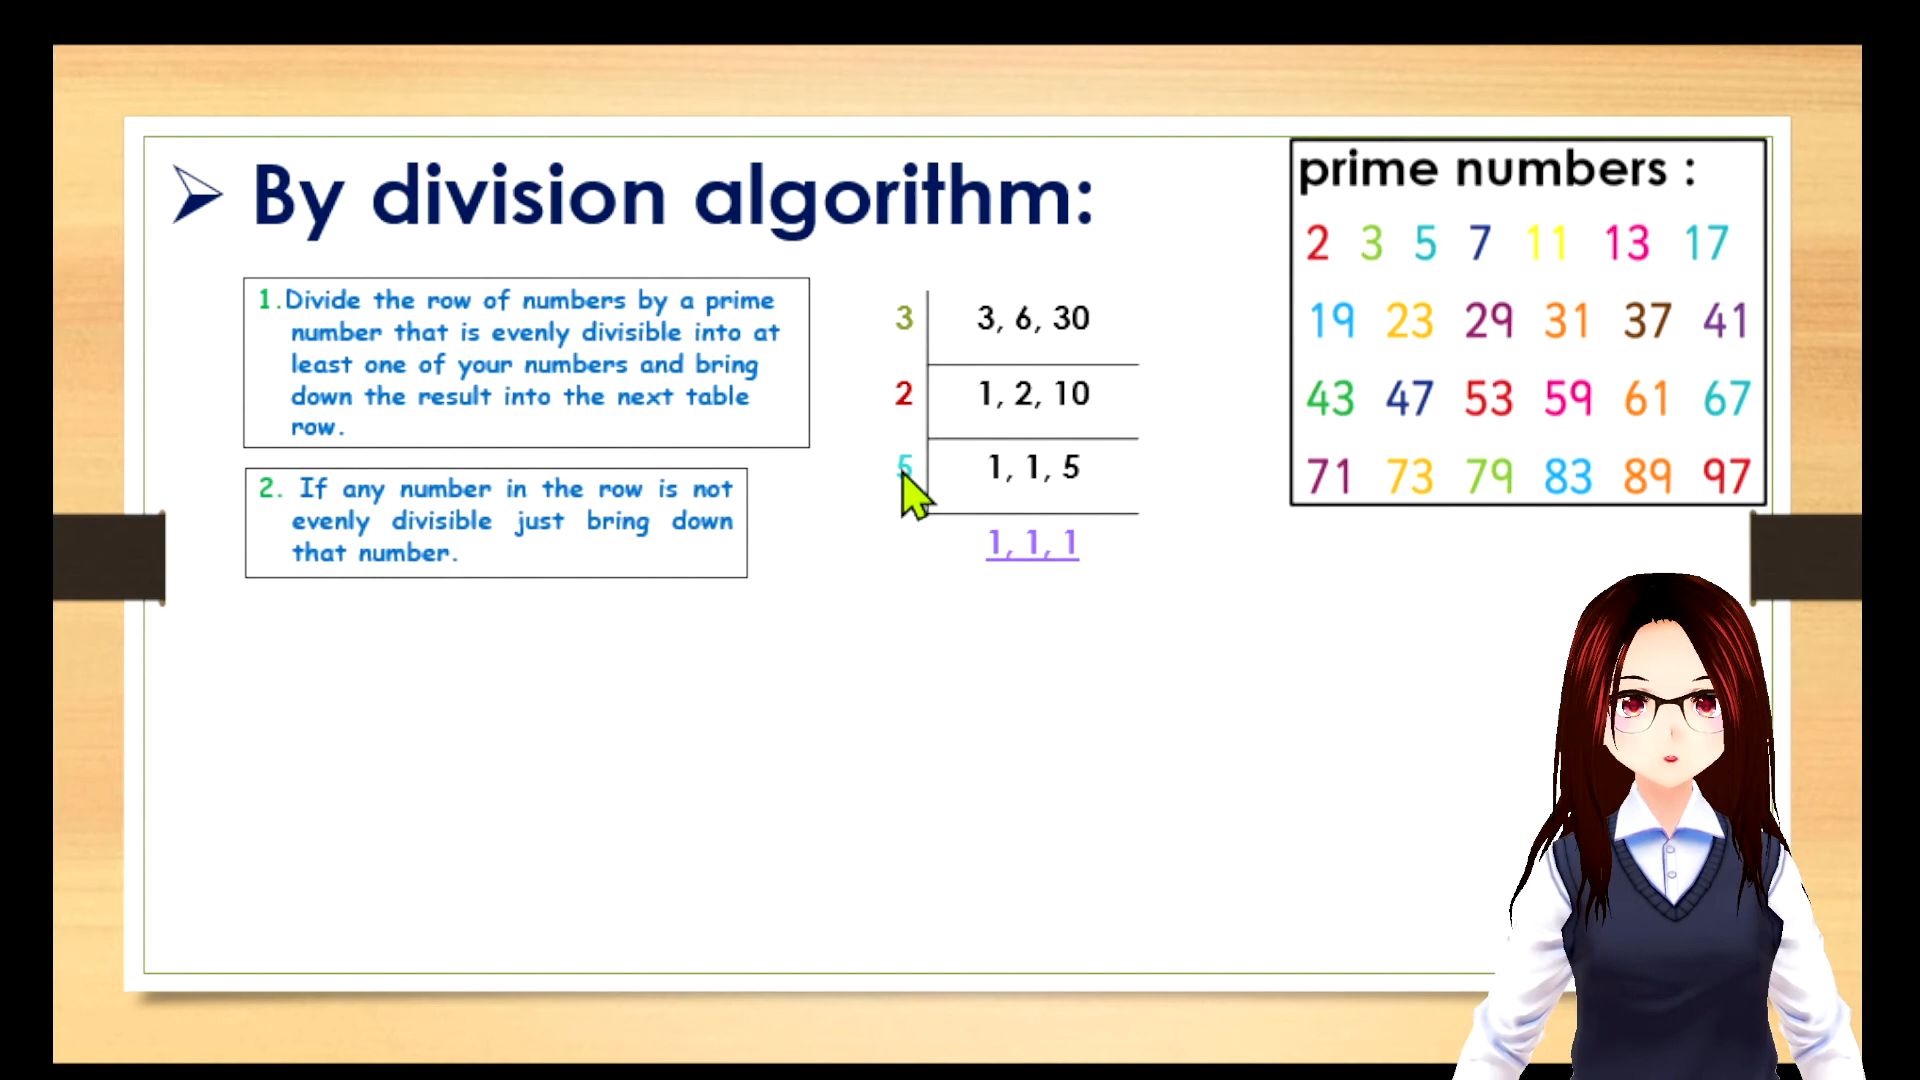 By division algorithm:
1.Divide the row of numbers by a prime
number that is evenly divisible into at
least one of your numbers and bring
down the result into the next table
row.
2. If any number in the row is not
evenly divisible just bring down
that number.
3 3, 6, 30
2 1, 2, 10
5 1, 1, 5
1, 1, 1
prime numbers :
2 3 5 7 11 13 17
19 23 29 31 37 41
43 47 53 59 61 67
71 73 79 83 89 97